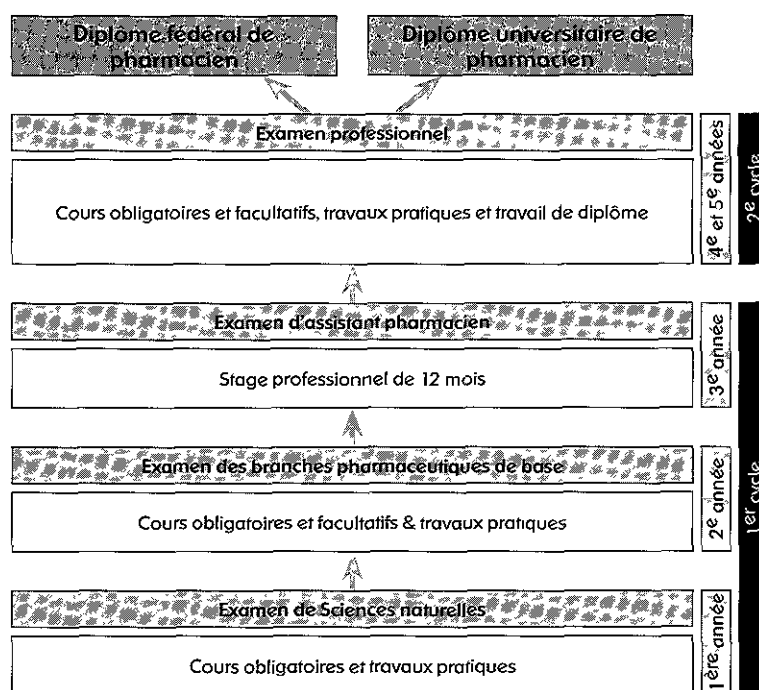 Diplôme fédéral de
pharmacien
Diplôme universitaire de
pharmacien
Examen professionnel
Cours obligatoires et facultatifs, travaux pratiques et travail de diplôme
4e et 5e années
2e cycle
Examen d'assistant pharmacien
Stage professionnel de 12 mois
3e année
Examen des branches pharmaceutiques de base
Cours obligatoires et facultatifs & travaux pratiques
2e année
1er cycle
Examen de Sciences naturelles
Cours obligatoires et travaux pratiques
1ère année